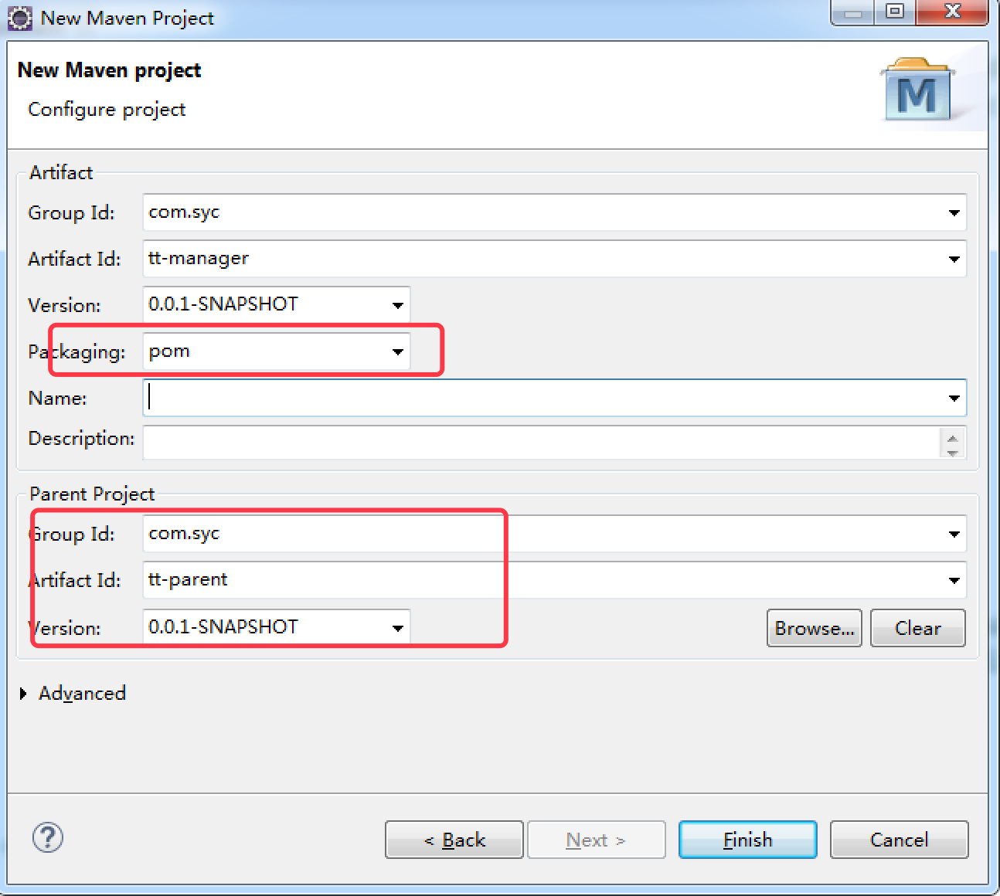 New Maven Project
New Maven project
Configure project
M
Artifact
Group Id: com.syc
Artifact Id: tt-manager
Version: 0.0.1-SNAPSHOT
Packaging: pom
Name:
Description:
Parent Project
Group Id: com.syc
Artifact Id: tt-parent
Version: 0.0.1-SNAPSHOT
Browse... Clear
Advanced
? < Back Next > Finish Cancel